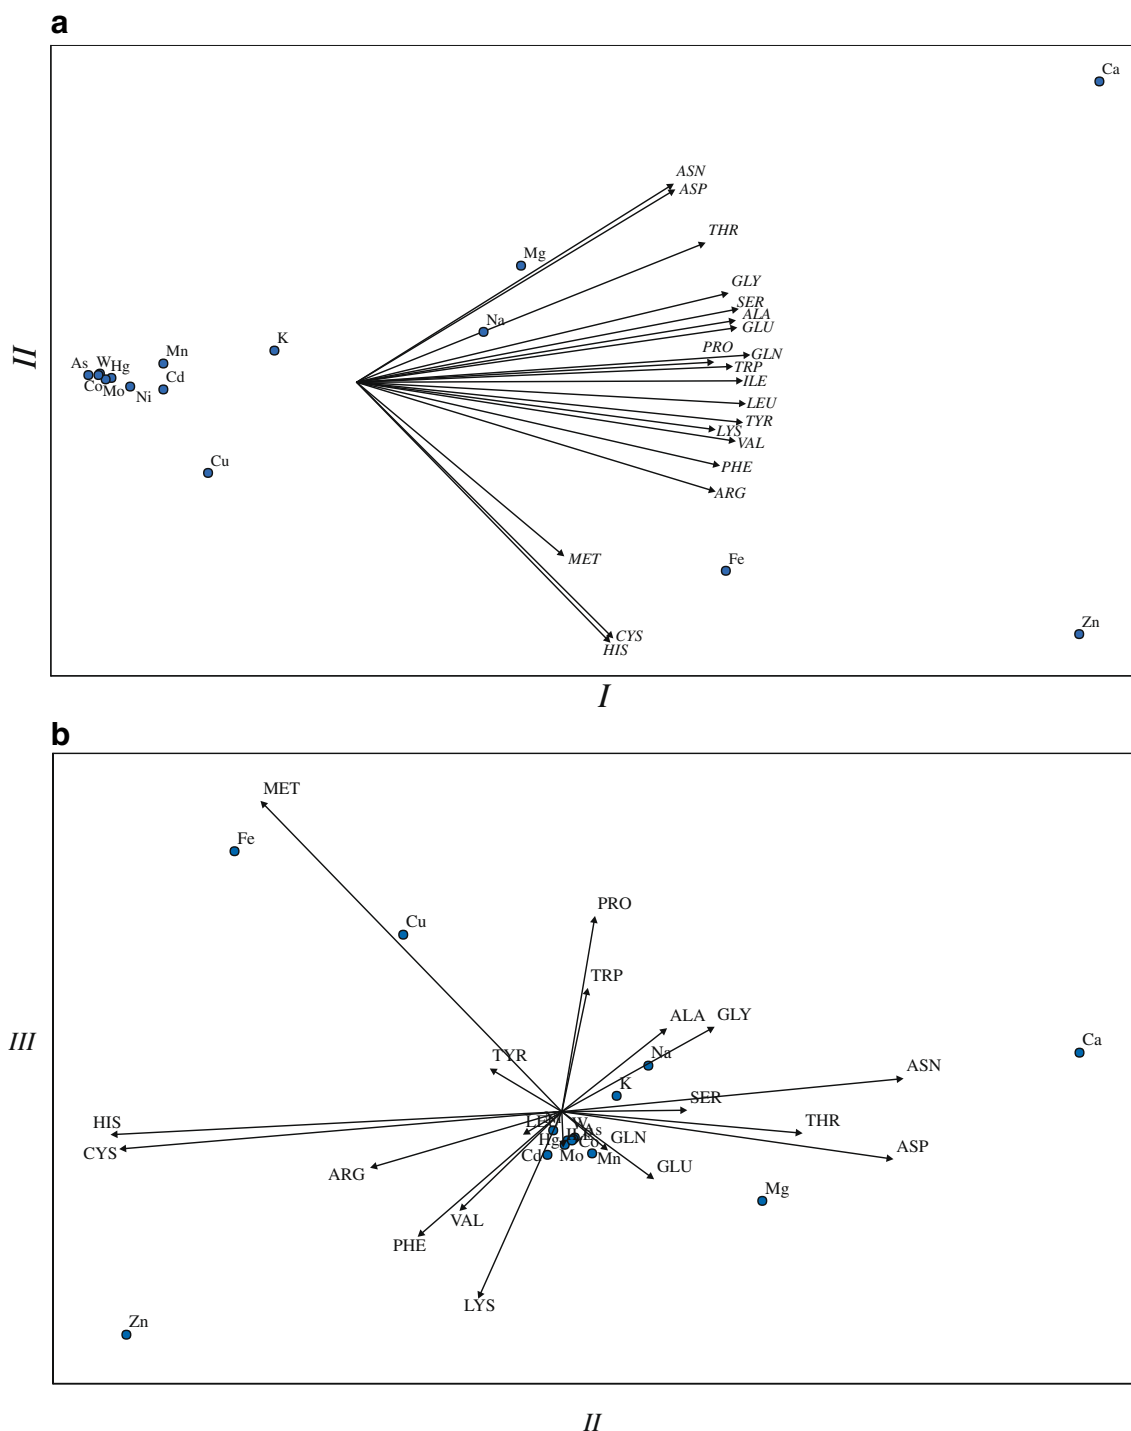 a
Ca
ASN
ASP
THR
Mg
GLY
SER
ALA
Na
GLU
K
PRO
GLN
Mn
II
As
W
Hg
TRP
Cd
ILE
Co
Mo
Ni
LEU
TYR
LYS
VAL
Cu
PHE
ARG
MET
Fe
Zn
CYS
HIS
I
b
MET
Fe
PRO
Cu
TRP
ALA
GLY
III
Ca
TYR
Na
ASN
K
SER
HIS
LEU
W
As
THR
Hg
Co
GLN
CYS
Cd
Mo
Mn
ASP
ARG
GLU
Mg
VAL
PHE
LYS
Zn
II